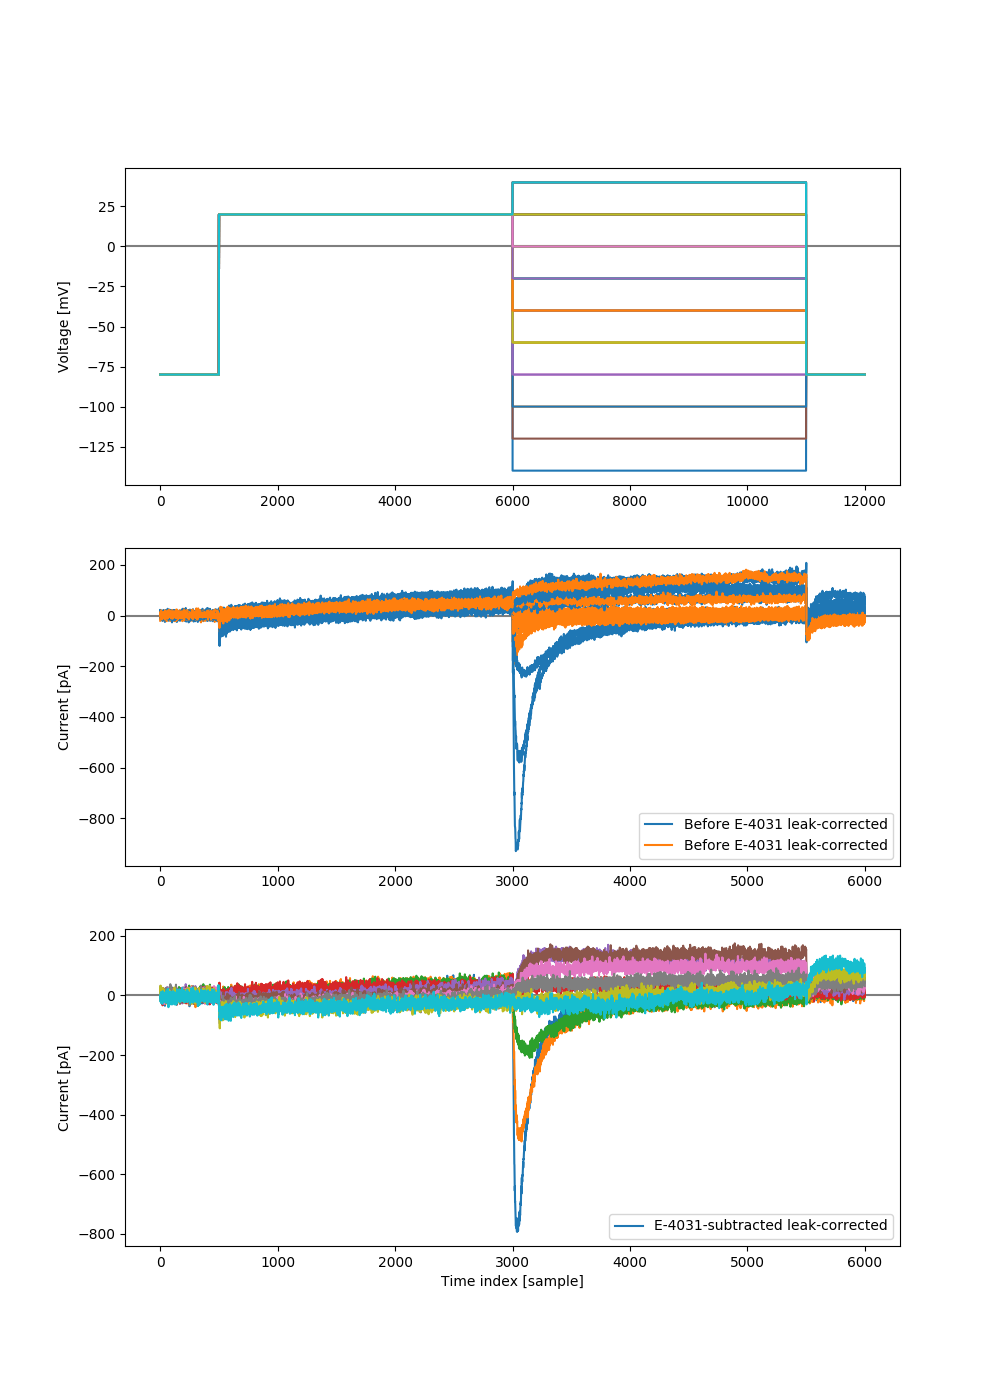 25
0
−25
−50
−75
−100
−125
Voltage [mV]
0 2000 4000 6000 8000 10000 12000
200
0
−200
−400
−600
−800
Current [pA]
Before E-4031 leak-corrected
Before E-4031 leak-corrected
0 1000 2000 3000 4000 5000 6000
200
0
−200
−400
−600
−800
Current [pA]
E-4031-subtracted leak-corrected
0 1000 2000 3000 4000 5000 6000
Time index [sample]